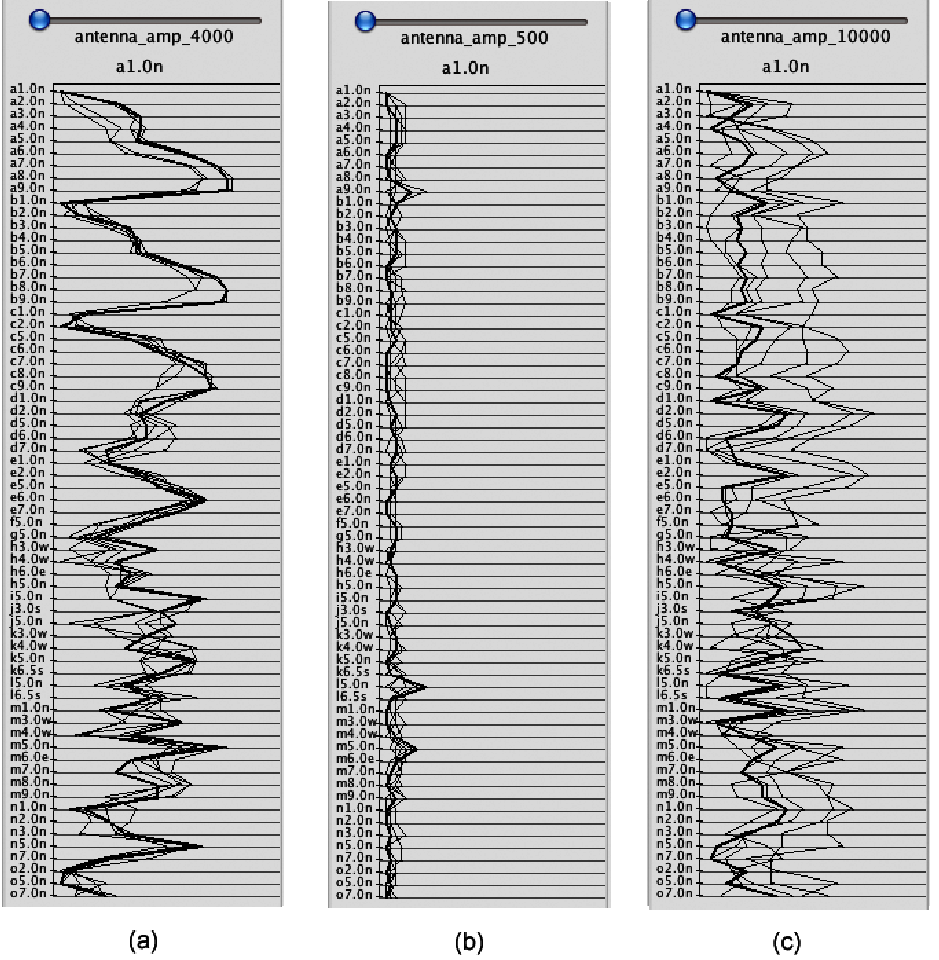 antenna_amp_4000
a1.0n
a1.0n
a2.0n
a3.0n
a4.0n
a5.0n
a6.0n
a7.0n
a8.0n
a9.0n
b1.0n
b2.0n
b3.0n
b4.0n
b5.0n
b6.0n
b7.0n
b8.0n
b9.0n
c1.0n
c2.0n
c5.0n
c6.0n
c7.0n
c8.0n
c9.0n
d1.0n
d2.0n
d5.0n
d6.0n
d7.0n
e1.0n
e2.0n
e5.0n
e6.0n
e7.0n
f5.0n
g5.0n
h3.0w
h4.0w
h6.0e
h5.0n
i5.0n
j3.0s
j5.0n
k3.0w
k4.0w
k5.0n
k6.5s
l5.0n
l6.5s
m1.0n
m3.0w
m4.0w
m5.0n
m6.0e
m7.0n
m8.0n
m9.0n
n1.0n
n2.0n
n3.0n
n5.0n
n7.0n
o2.0n
o5.0n
o7.0n
(a)
antenna_amp_500
a1.0n
a1.0n
a2.0n
a3.0n
a4.0n
a5.0n
a6.0n
a7.0n
a8.0n
a9.0n
b1.0n
b2.0n
b3.0n
b4.0n
b5.0n
b6.0n
b7.0n
b8.0n
b9.0n
c1.0n
c2.0n
c5.0n
c6.0n
c7.0n
c8.0n
c9.0n
d1.0n
d2.0n
d5.0n
d6.0n
d7.0n
e1.0n
e2.0n
e5.0n
e6.0n
e7.0n
f5.0n
g5.0n
h3.0w
h4.0w
h6.0e
h5.0n
i5.0n
j3.0s
j5.0n
k3.0w
k4.0w
k5.0n
k6.5s
l5.0n
l6.5s
m1.0n
m3.0w
m4.0w
m5.0n
m6.0e
m7.0n
m8.0n
m9.0n
n1.0n
n2.0n
n3.0n
n5.0n
n7.0n
o2.0n
o5.0n
o7.0n
(b)
antenna_amp_10000
a1.0n
a1.0n
a2.0n
a3.0n
a4.0n
a5.0n
a6.0n
a7.0n
a8.0n
a9.0n
b1.0n
b2.0n
b3.0n
b4.0n
b5.0n
b6.0n
b7.0n
b8.0n
b9.0n
c1.0n
c2.0n
c5.0n
c6.0n
c7.0n
c8.0n
c9.0n
d1.0n
d2.0n
d5.0n
d6.0n
d7.0n
e1.0n
e2.0n
e5.0n
e6.0n
e7.0n
f5.0n
g5.0n
h3.0w
h4.0w
h6.0e
h5.0n
i5.0n
j3.0s
j5.0n
k3.0w
k4.0w
k5.0n
k6.5s
l5.0n
l6.5s
m1.0n
m3.0w
m4.0w
m5.0n
m6.0e
m7.0n
m8.0n
m9.0n
n1.0n
n2.0n
n3.0n
n5.0n
n7.0n
o2.0n
o5.0n
o7.0n
(c)